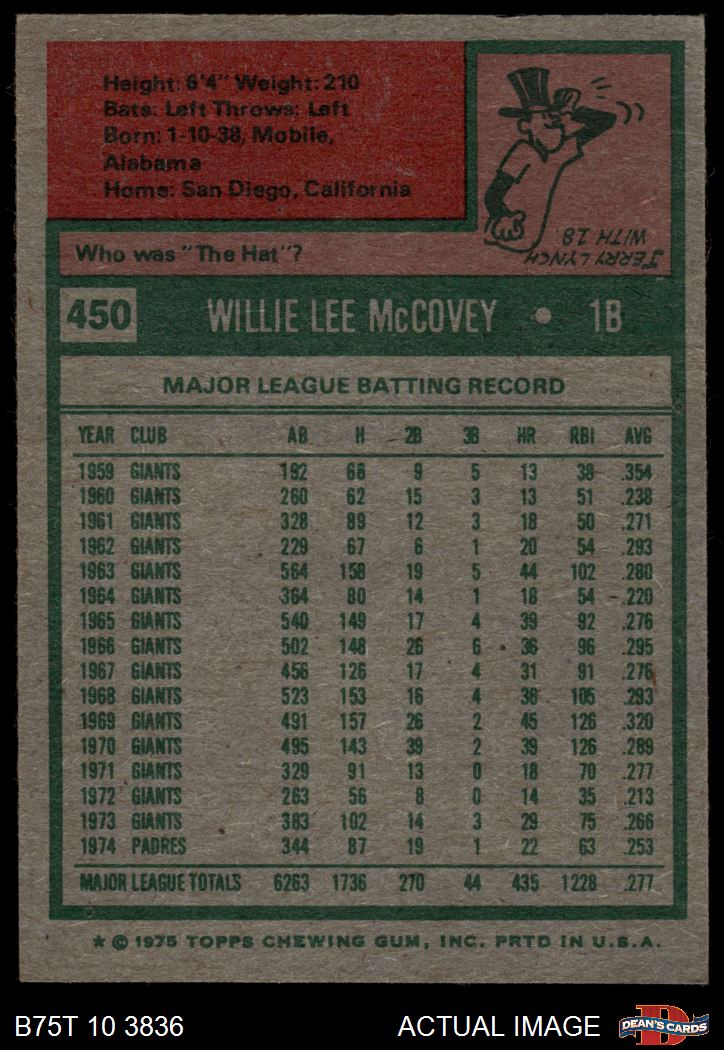 Height: 6'4" Weight: 210
Bats: Left Throws: Left
Born: 1-10-38, Mobile,
Alabama
Home: San Diego, California
Who was "The Hat"?
JERRY LYNCH
WITH 18.
450 WILLIE LEE McCOVEY • 1B
MAJOR LEAGUE BATTING RECORD
YEAR CLUB AB H 2B 3B HR RBI AVG
1959 GIANTS 192 68 9 5 13 38 .354
1960 GIANTS 260 62 15 3 13 51 .238
1961 GIANTS 328 89 12 3 18 50 .271
1962 GIANTS 229 67 6 1 20 54 .293
1963 GIANTS 564 158 19 5 44 102 .280
1964 GIANTS 364 80 14 1 18 54 .220
1965 GIANTS 540 149 17 4 39 92 .276
1966 GIANTS 502 148 26 6 36 96 .295
1967 GIANTS 456 126 17 4 31 91 .276
1968 GIANTS 523 153 16 4 36 105 .293
1969 GIANTS 491 157 26 2 45 126 .320
1970 GIANTS 495 143 39 2 39 126 .289
1971 GIANTS 329 91 13 0 18 70 .277
1972 GIANTS 263 56 8 0 14 35 .213
1973 GIANTS 383 102 14 3 29 75 .266
1974 PADRES 344 87 19 1 22 63 .253
MAJOR LEAGUE TOTALS 6263 1736 270 44 435 1228 .277
★ © 1975 TOPPS CHEWING GUM, INC. PRTD IN U.S.A.
B75T 10 3836 ACTUAL IMAGE
D
DEAN'S CARDS